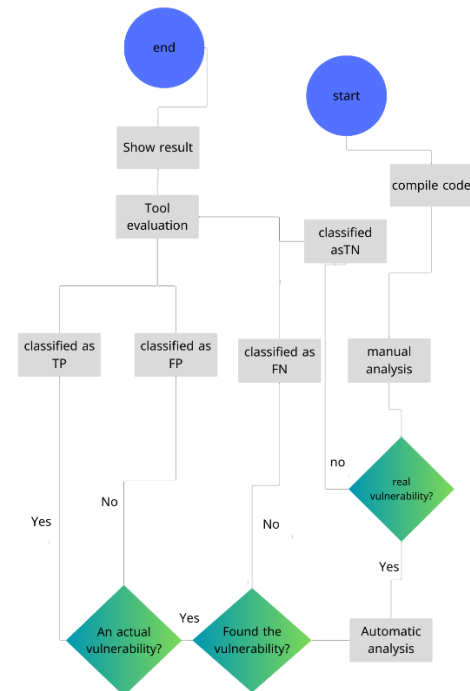 end
start
Show result
compile code
Tool
evaluation
classified
asTN
classified as
TP
classified as
FP
classified as
FN
manual
analysis
no
real
vulnerability?
No
Yes
No
Yes
An actual
vulnerability?
Yes
Found the
vulnerability?
Automatic
analysis